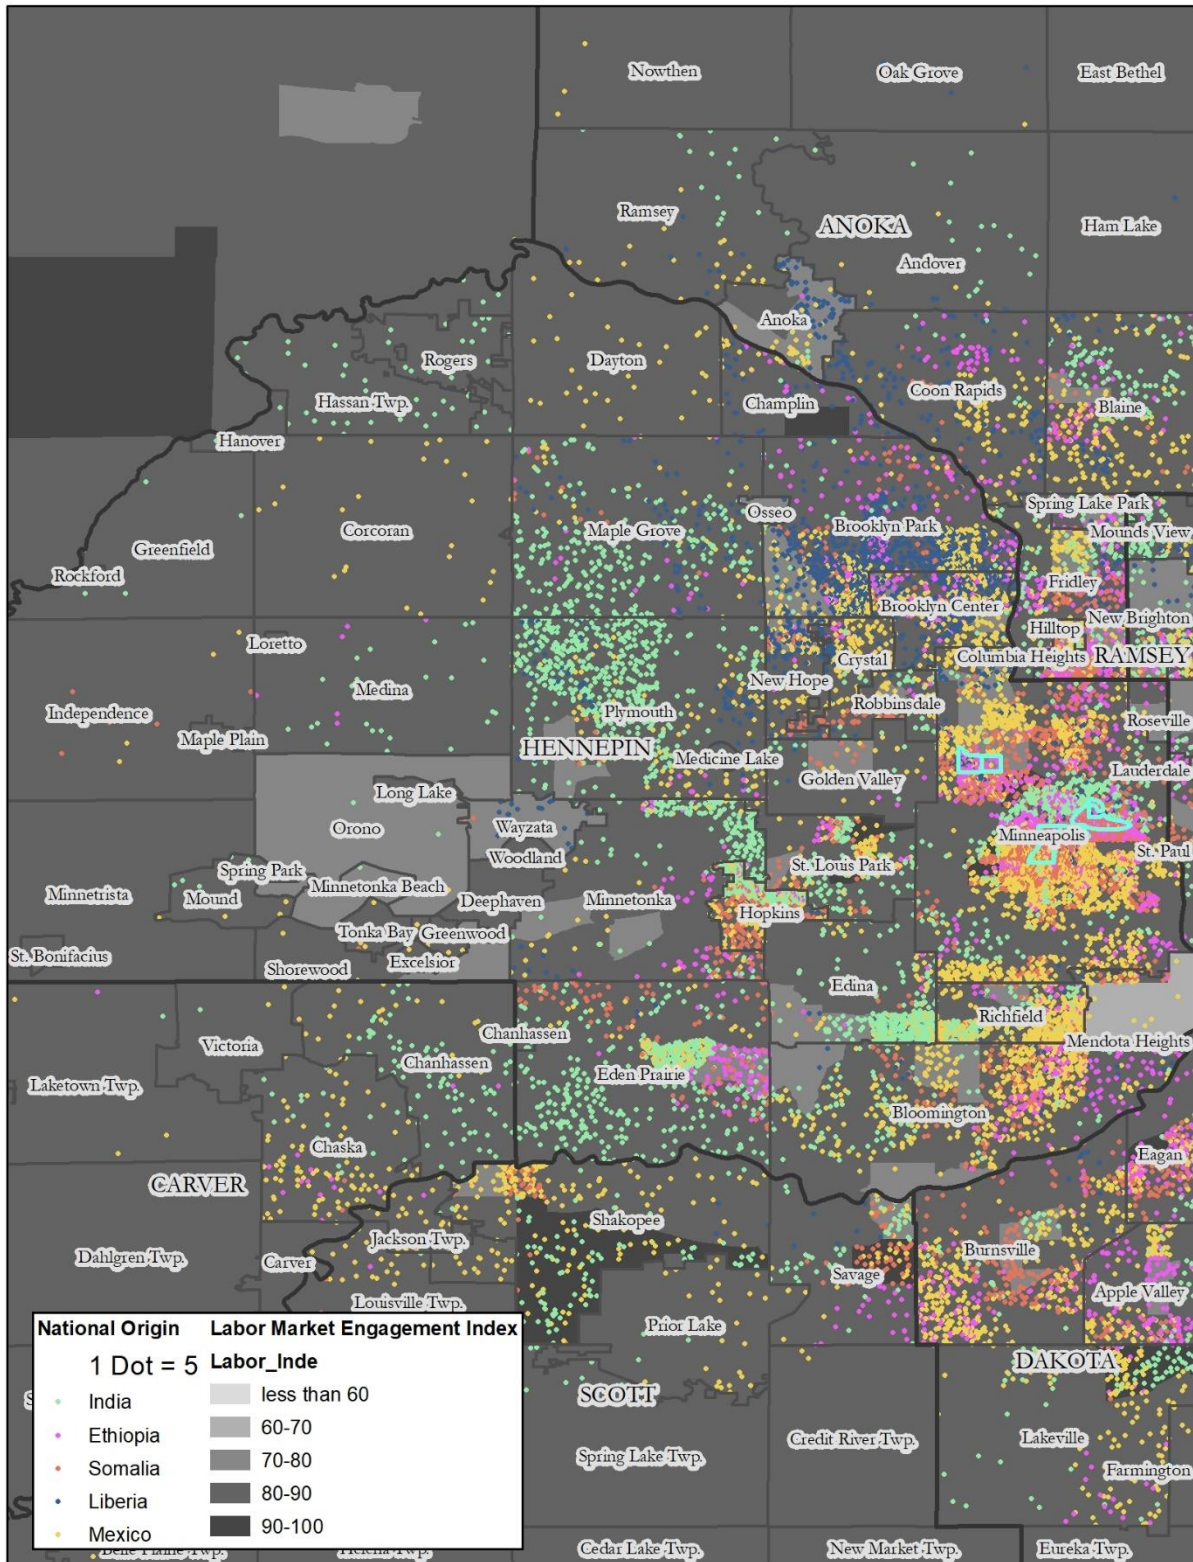 Nowthen
Oak Grove
East Bethel
Ramsey
ANOKA
Ham Lake
Andover
Anoka
Rogers
Dayton
Coon Rapids
Hassan Twp.
Champlin
Blaine
Hanover
Spring Lake Park
Osseo
Corcoran
Maple Grove
Brooklyn Park
Mounds View
Greenfield
Rockford
Fridley
Brooklyn Center
New Brighton
Hilltop
Loretto
Crystal
Columbia Heights
RAMSEY
Medina
New Hope
Robbinsdale
Independence
Plymouth
Roseville
Maple Plain
HENNEPIN
Medicine Lake
Lauderdale
Golden Valley
Long Lake
Orono
Wayzata
Minneapolis
Woodland
St. Louis Park
St. Paul
Spring Park
Minnetonka Beach
Minnetrista
Mound
Deephaven
Minnetonka
Hopkins
Tonka Bay
Greenwood
St. Bonifacius
Excelsior
Shorewood
Edina
Richfield
Chanhassen
Victoria
Mendota Heights
Chanhassen
Eden Prairie
Laketown Twp.
Bloomington
Chaska
Eagan
CARVER
Shakopee
Jackson Twp.
Dahlgren Twp.
Carver
Burnsville
Savage
Apple Valley
Louisville Twp.
Prior Lake
DAKOTA
SCOTT
Lakeville
Credit River Twp.
Spring Lake Twp.
Farmington
National Origin
1 Dot = 5
India
Ethiopia
Somalia
Liberia
Mexico
Labor Market Engagement Index
Labor_Inde
less than 60
60-70
70-80
80-90
90-100
Cedar Lake Twp.
New Market Twp.
Eureka Twp.